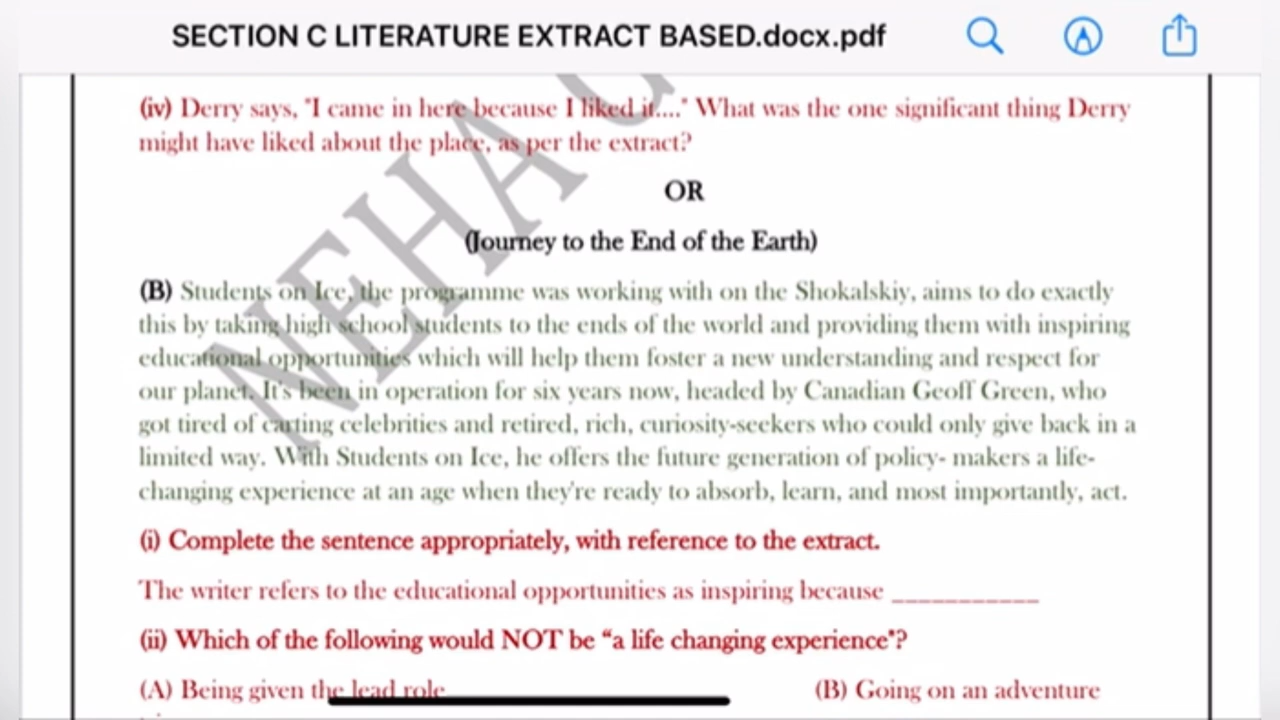 SECTION C LITERATURE EXTRACT BASED.docx.pdf
(iv) Derry says, "I came in here because I liked it...." What was the one significant thing Derry
might have liked about the place, as per the extract?
OR
(Journey to the End of the Earth)
(B) Students on Ice, the programme was working with on the Shokalskiy, aims to do exactly
this by taking high school students to the ends of the world and providing them with inspiring
educational opportunities which will help them foster a new understanding and respect for
our planet. It's been in operation for six years now, headed by Canadian Geoff Green, who
got tired of carting celebrities and retired, rich, curiosity-seekers who could only give back in a
limited way. With Students on Ice, he offers the future generation of policy- makers a life-
changing experience at an age when they're ready to absorb, learn, and most importantly, act.
(i) Complete the sentence appropriately, with reference to the extract.
The writer refers to the educational opportunities as inspiring because ___________
(ii) Which of the following would NOT be “a life changing experience"?
(A) Being given the lead role (B) Going on an adventure
NEHA G